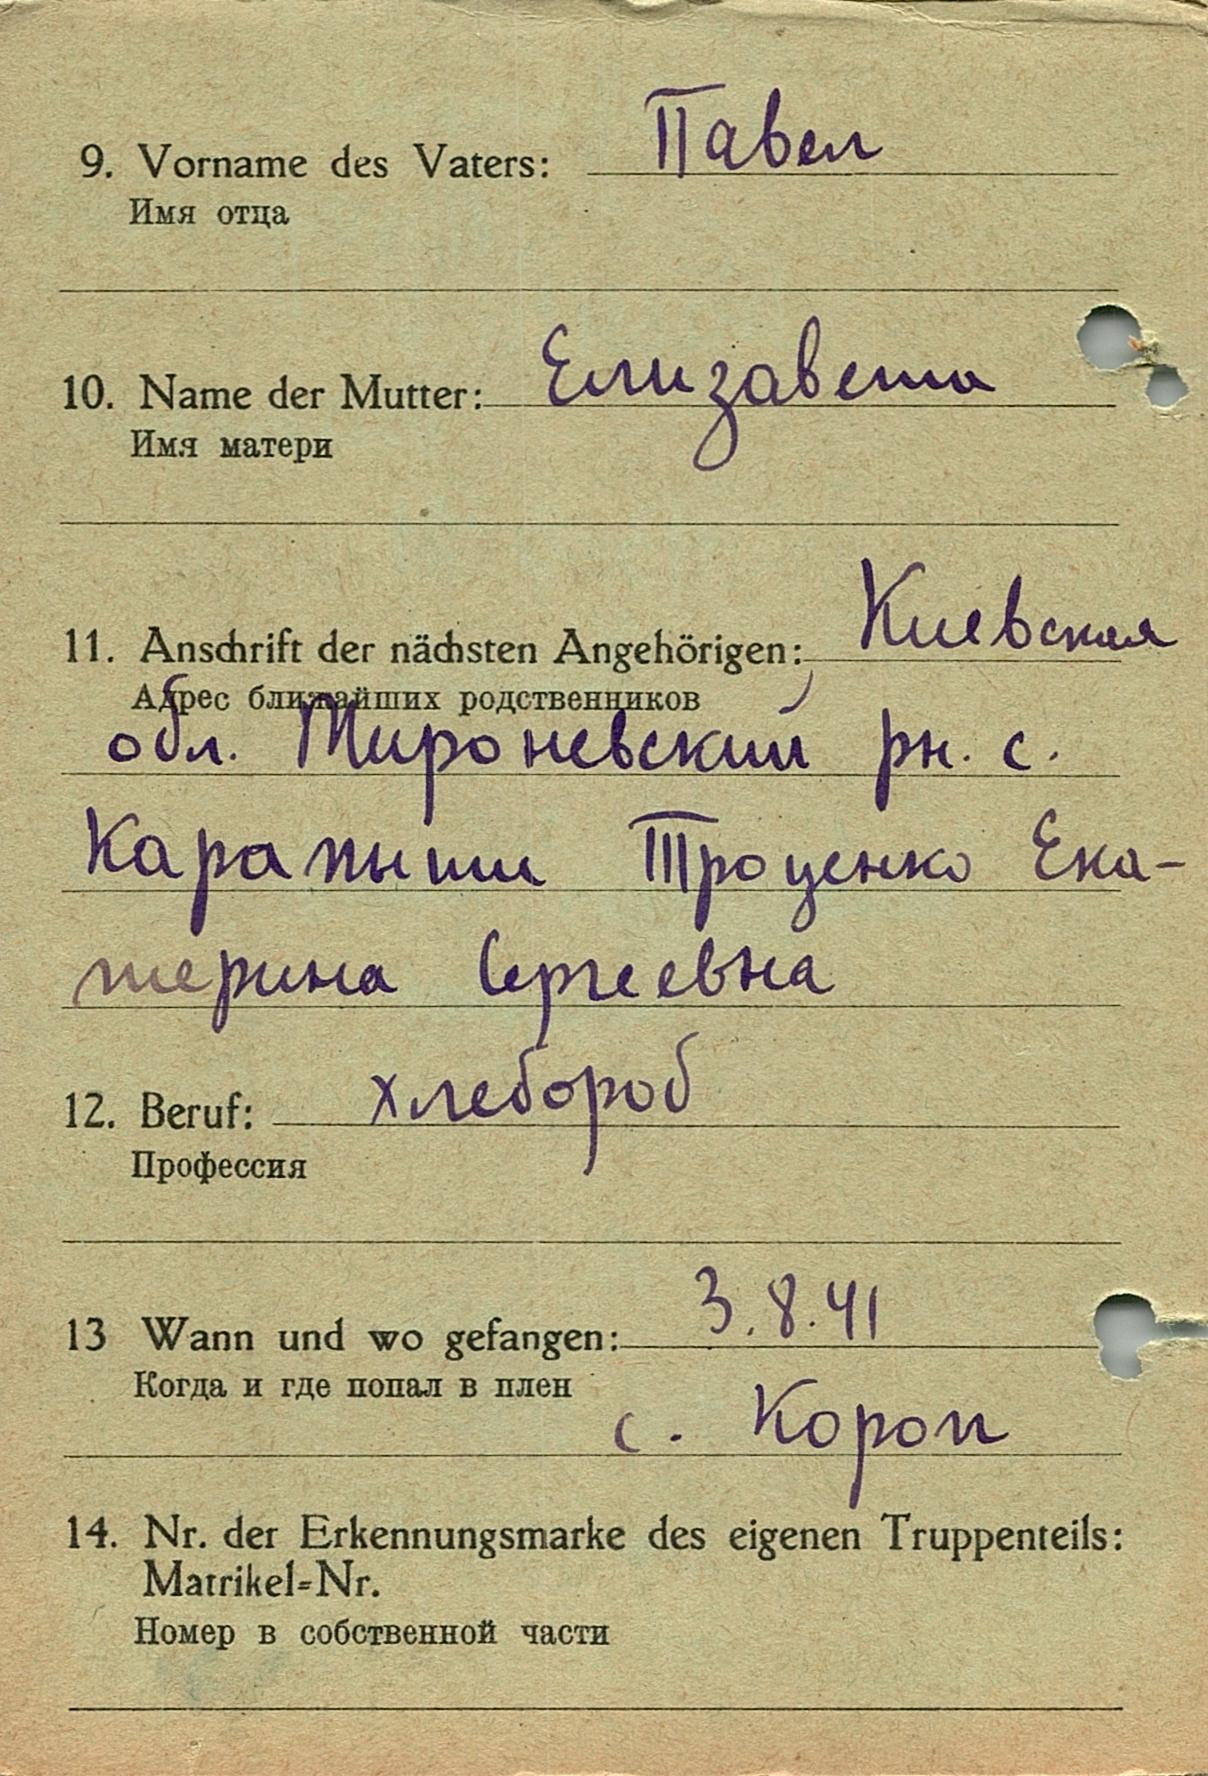 9. Vorname des Vaters: Павел
Имя отца
10. Name der Mutter: Елизавета
Имя матери
11. Anschrift der nächsten Angehörigen: Киевская
Адрес ближайших родственников
обл. Мироневский рн. с.
Карапыши Троценко Ека-
терина Сергеевна
12. Beruf: хлебороб
Профессия
13 Wann und wo gefangen: 3.8.41
Когда и где попал в плен
с. Короп
14. Nr. der Erkennungsmarke des eigenen Truppenteils:
Matrikel-Nr.
Номер в собственной части